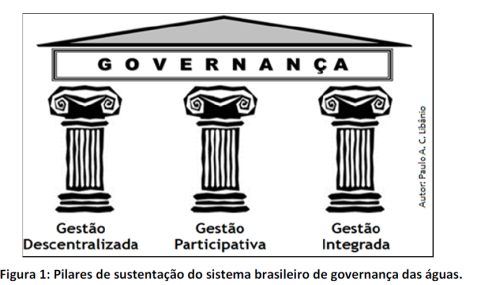 GOVERNANÇA
Gestão
Descentralizada
Gestão
Participativa
Gestão
Integrada
Autor: Paulo A. C. Libânio
Figura 1: Pilares de sustentação do sistema brasileiro de governança das águas.